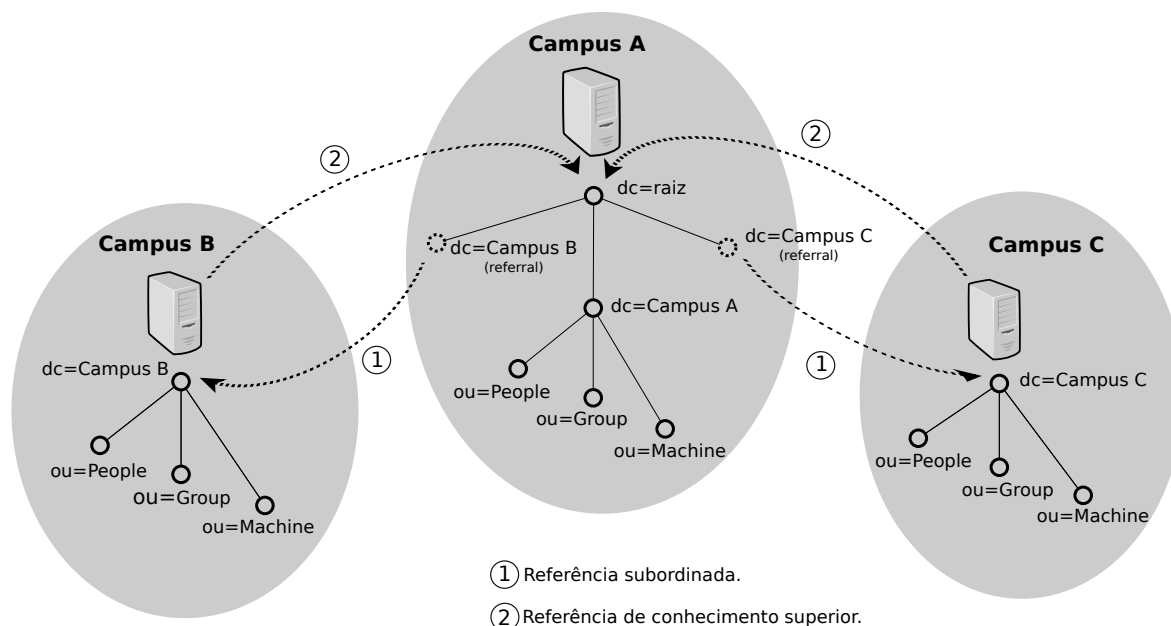 Campus A
2
2
dc=raiz
Campus B
dc=Campus B
(referral)
dc=Campus C
(referral)
Campus C
dc=Campus A
1
1
dc=Campus B
dc=Campus C
ou=People
ou=Group
ou=Machine
ou=People
ou=Group
ou=Machine
ou=People
ou=Group
ou=Machine
1 Referência subordinada.
2 Referência de conhecimento superior.